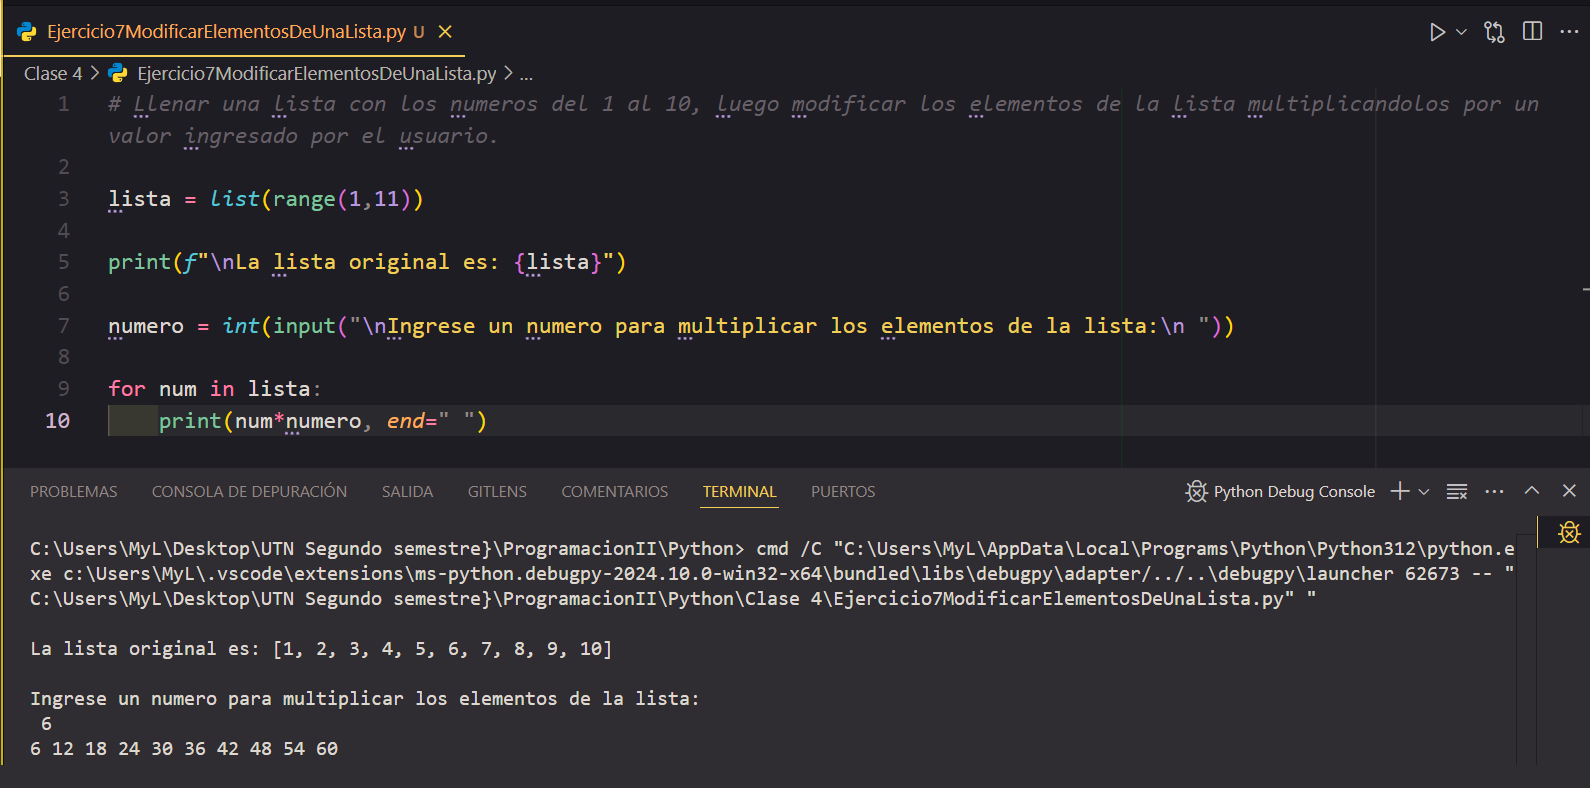 Ejercicio7ModificarElementosDeUnaLista.py U
Clase 4 > Ejercicio7ModificarElementosDeUnaLista.py > ...
1 # Llenar una lista con los numeros del 1 al 10, luego modificar los elementos de la lista multiplicandolos por un
valor ingresado por el usuario.
2
3 lista = list(range(1,11))
4
5 print(f"\nLa lista original es: {lista}")
6
7 numero = int(input("\nIngrese un numero para multiplicar los elementos de la lista:\n "))
8
9 for num in lista:
10 print(num*numero, end=" ")
PROBLEMAS CONSOLA DE DEPURACIÓN SALIDA GITLENS COMENTARIOS TERMINAL PUERTOS Python Debug Console
C:\Users\MyL\Desktop\UTN Segundo semestre}\ProgramacionII\Python> cmd /C "C:\Users\MyL\AppData\Local\Programs\Python\Python312\python.e
xe c:\Users\MyL\.vscode\extensions\ms-python.debugpy-2024.10.0-win32-x64\bundled\libs\debugpy\adapter/../..\debugpy\launcher 62673 -- "
C:\Users\MyL\Desktop\UTN Segundo semestre}\ProgramacionII\Python\Clase 4\Ejercicio7ModificarElementosDeUnaLista.py" "
La lista original es: [1, 2, 3, 4, 5, 6, 7, 8, 9, 10]
Ingrese un numero para multiplicar los elementos de la lista:
6
6 12 18 24 30 36 42 48 54 60